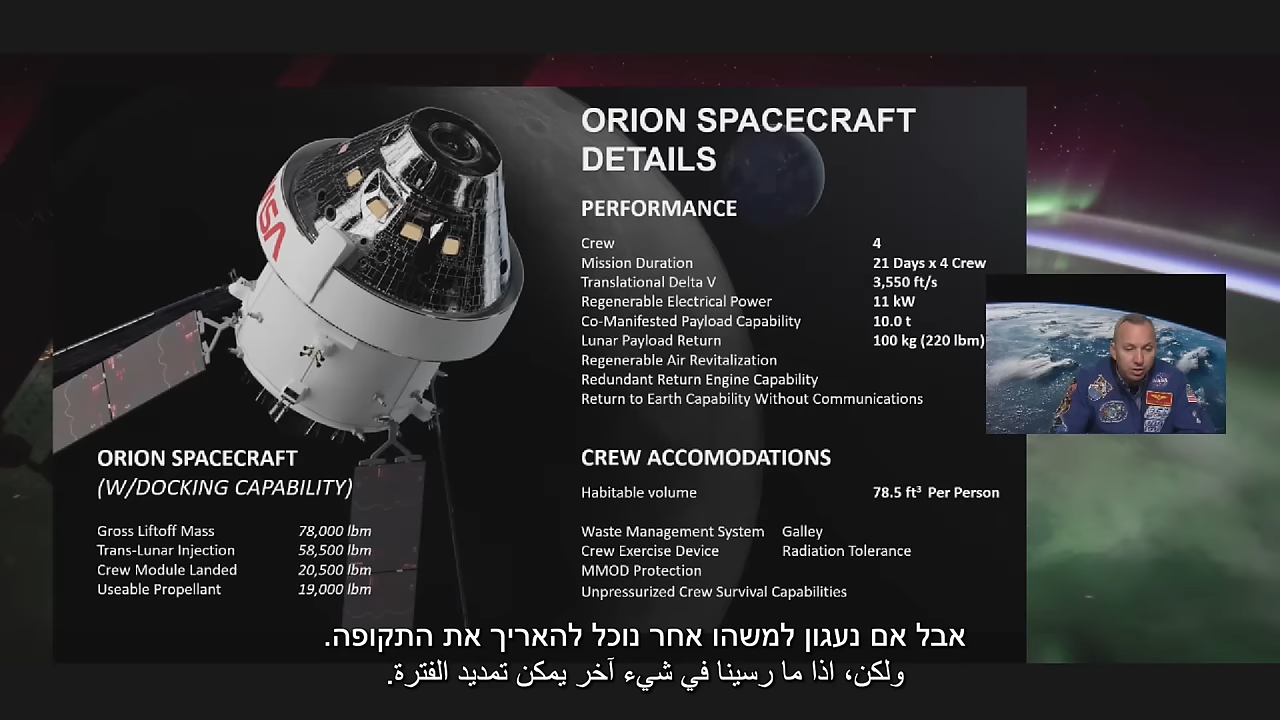 ORION SPACECRAFT
DETAILS
PERFORMANCE
Crew 4
Mission Duration 21 Days x 4 Crew
Translational Delta V 3,550 ft/s
Regenerable Electrical Power 11 kW
Co-Manifested Payload Capability 10.0 t
Lunar Payload Return 100 kg (220 lbm)
Regenerable Air Revitalization
Redundant Return Engine Capability
Return to Earth Capability Without Communications
CREW ACCOMODATIONS
Habitable volume 78.5 ft³ Per Person
Waste Management System Galley
Crew Exercise Device Radiation Tolerance
MMOD Protection
Unpressurized Crew Survival Capabilities
ORION SPACECRAFT
(W/DOCKING CAPABILITY)
Gross Liftoff Mass 78,000 lbm
Trans-Lunar Injection 58,500 lbm
Crew Module Landed 20,500 lbm
Useable Propellant 19,000 lbm
אבל אם נעגון למשהו אחר נוכל להאריך את התקופה.
ولكن، اذا ما رسينا في شيء آخر يمكن تمديد الفترة.